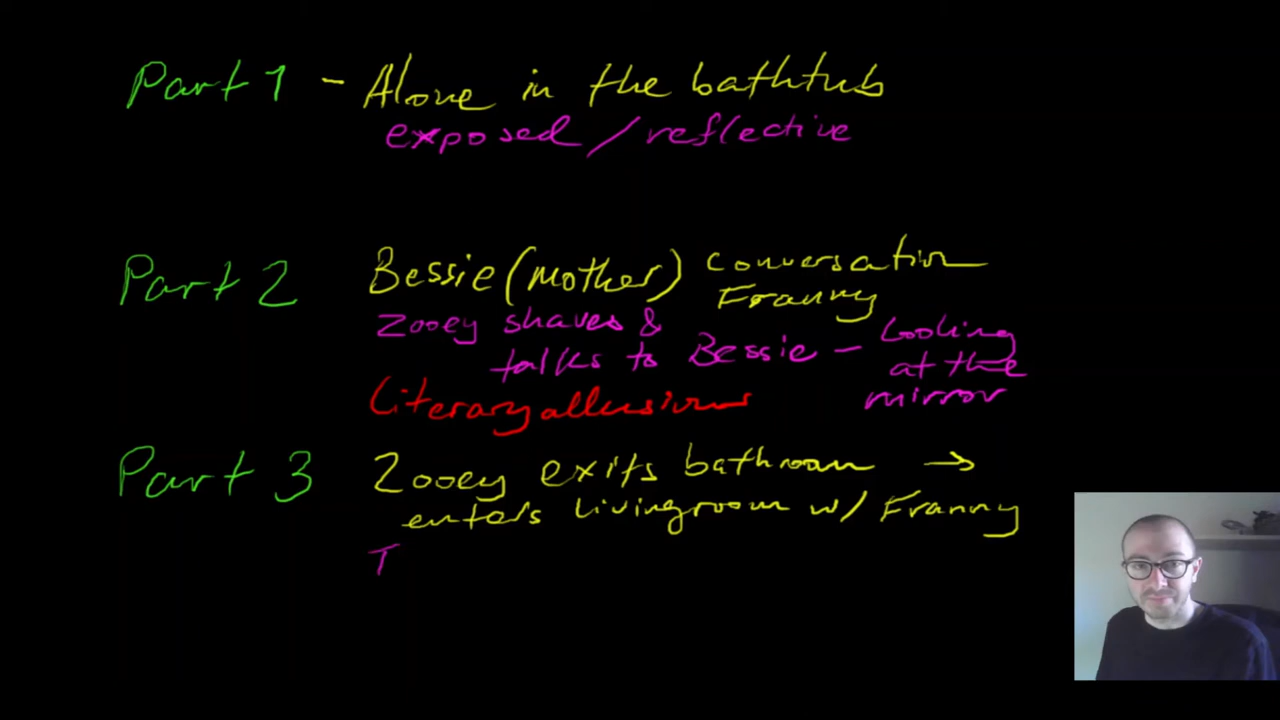 Part 1 - Alone in the bathtub
exposed / reflective
Part 2 Bessie (mother) conversation
Franny
Zooey shaves &
talks to Bessie - Looking
at the
mirror
Literary allusions
Part 3 Zooey exits bathroom →
enters livingroom w/ Franny
T